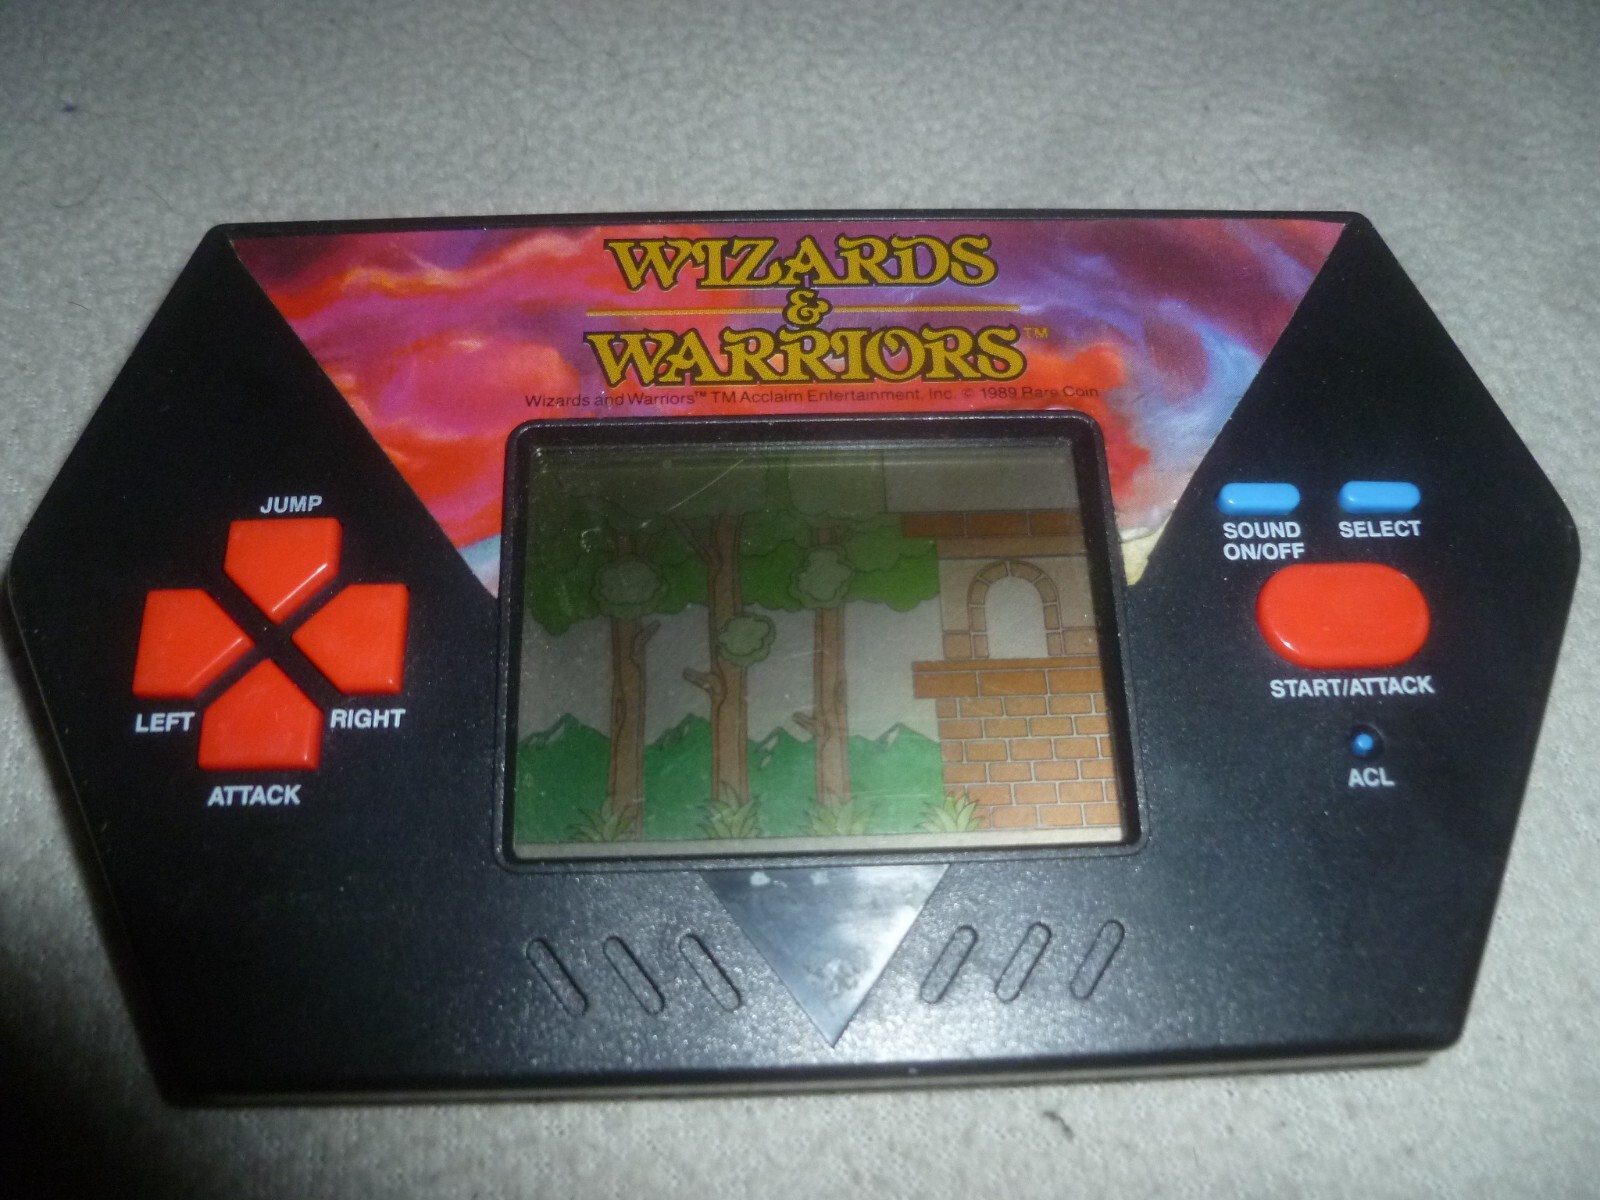 WIZARDS
&
WARRIORS™
Wizards and Warriors™ TM Acclaim Entertainment, Inc. © 1989 Rare Coin
JUMP
LEFT
RIGHT
ATTACK
SOUND
ON/OFF
SELECT
START/ATTACK
ACL